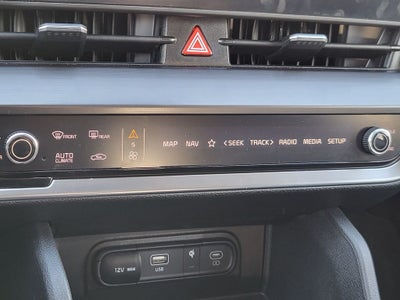 FRONT REAR
MAP NAV <SEEK TRACK> RADIO MEDIA SETUP
AUTO
CLIMATE
12V USB